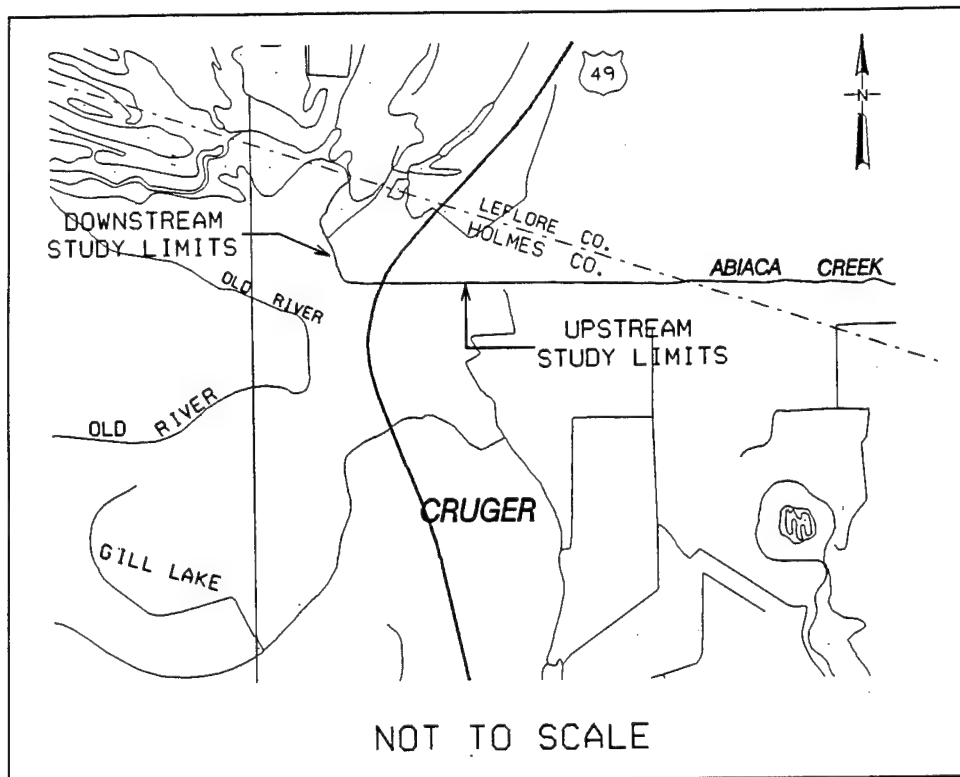 49
N
LEFLORE CO.
HOLMES CO.
DOWNSTREAM
STUDY LIMITS
ABIACA CREEK
OLD RIVER
UPSTREAM
STUDY LIMITS
OLD RIVER
CRUGER
GILL LAKE
NOT TO SCALE